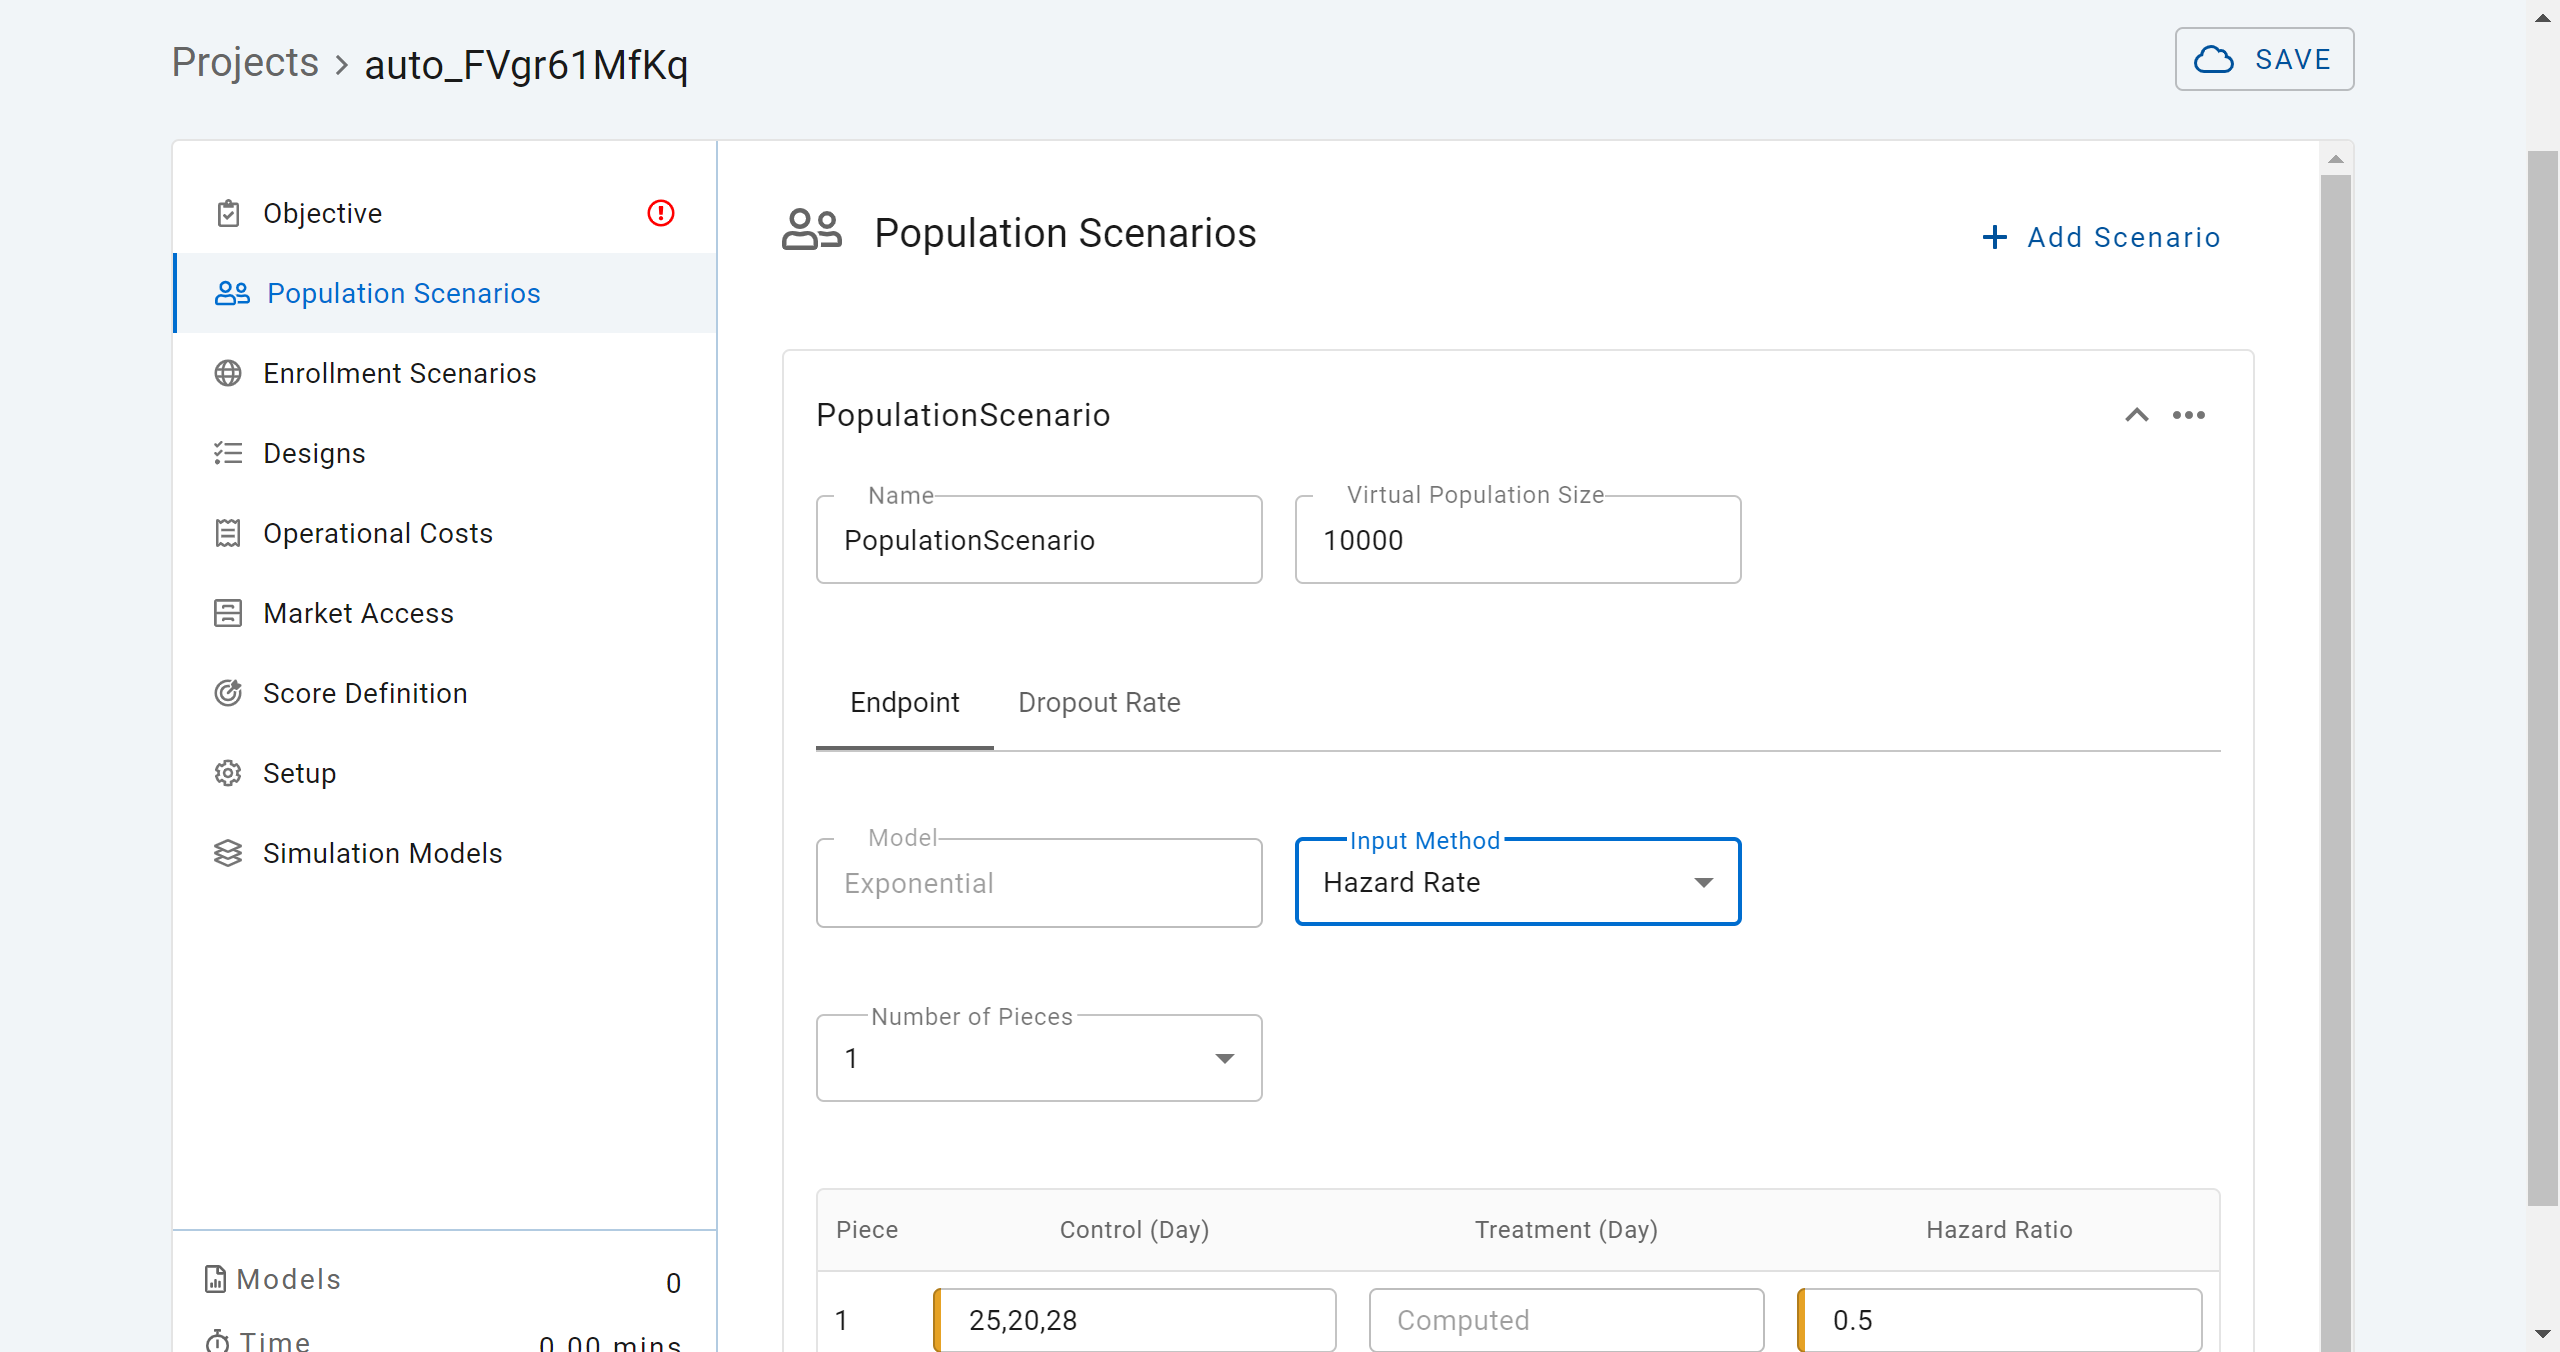 Projects > auto_FVgr61MfKq
SAVE
Objective
Population Scenarios
Enrollment Scenarios
Designs
Operational Costs
Market Access
Score Definition
Setup
Simulation Models
Models 0
Time 0.00 mins
Population Scenarios
+ Add Scenario
PopulationScenario
Name
PopulationScenario
Virtual Population Size
10000
Endpoint Dropout Rate
Model
Exponential
Input Method
Hazard Rate
Number of Pieces
1
Piece Control (Day) Treatment (Day) Hazard Ratio
1 25,20,28 Computed 0.5